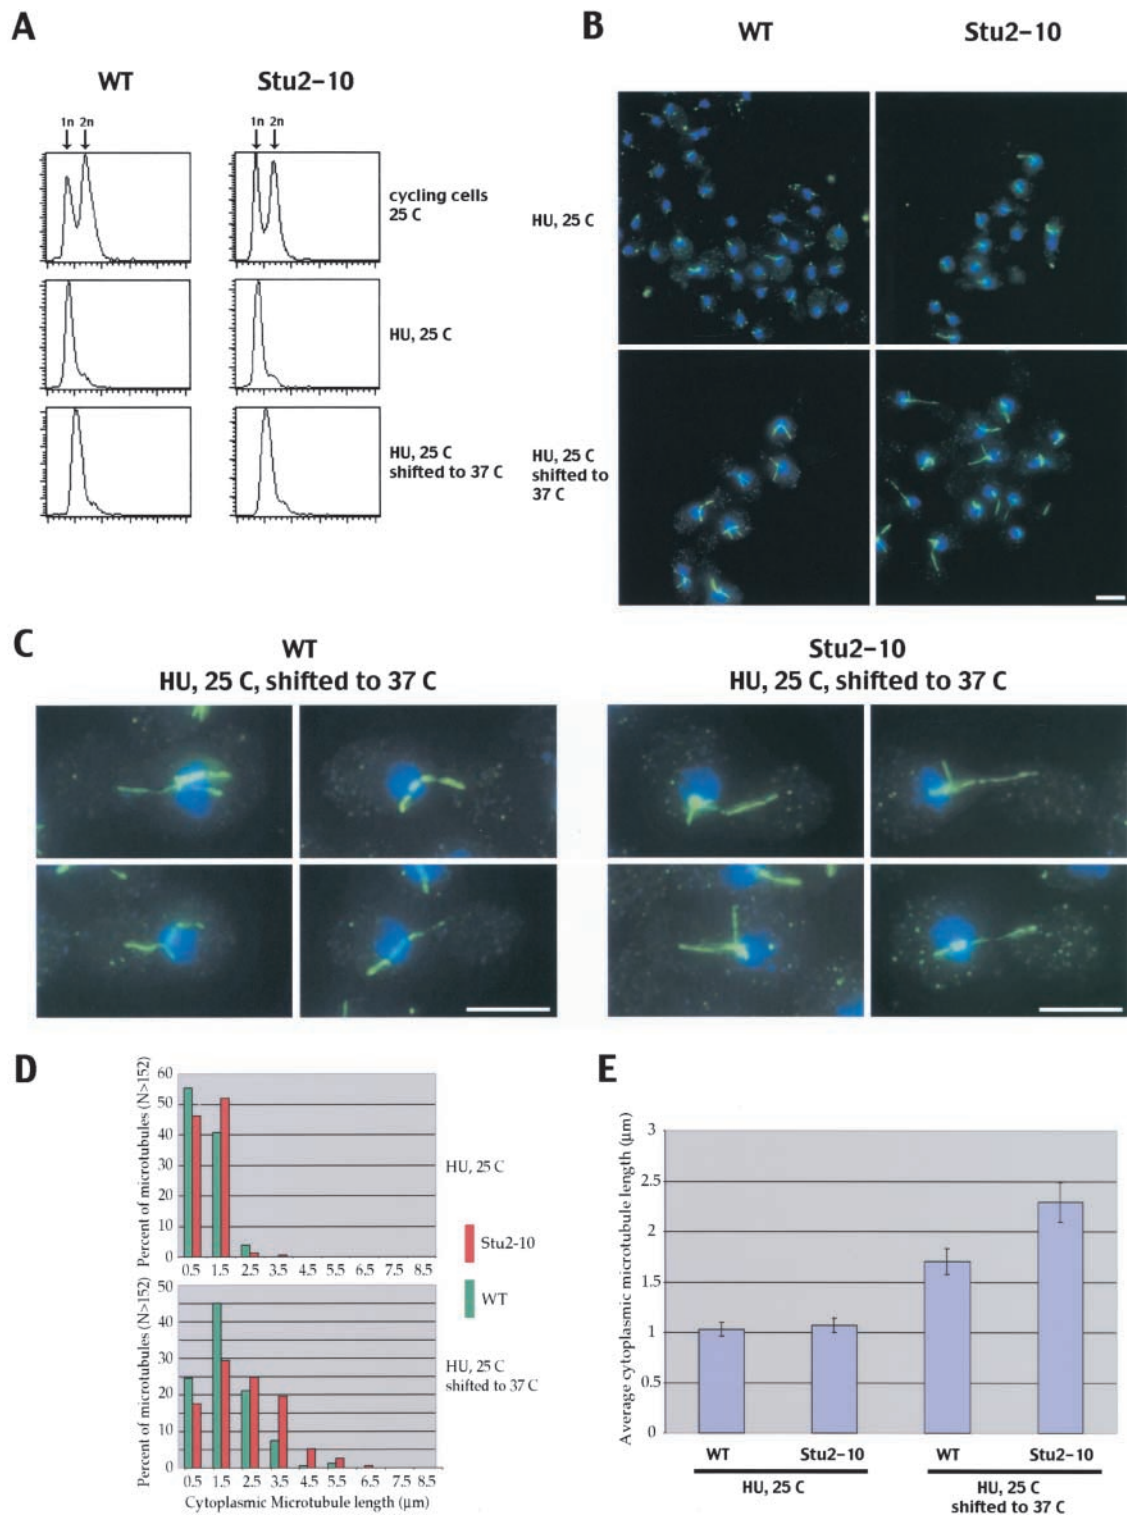 A
WT
Stu2-10
1n 2n
1n 2n
cycling cells
25 C
HU, 25 C
HU, 25 C
shifted to 37 C
B
WT
Stu2-10
HU, 25 C
HU, 25 C
shifted to
37 C
C
WT
HU, 25 C, shifted to 37 C
Stu2-10
HU, 25 C, shifted to 37 C
D
Percent of microtubules (N>152)
60
50
40
30
20
10
0
0.5 1.5 2.5 3.5 4.5 5.5 6.5 7.5 8.5
HU, 25 C
Stu2-10
WT
Percent of microtubules (N>152)
50
40
30
20
10
0
0.5 1.5 2.5 3.5 4.5 5.5 6.5 7.5 8.5
Cytoplasmic Microtubule length (μm)
HU, 25 C
shifted to 37 C
E
Average cytoplasmic microtubule length (μm)
3
2.5
2
1.5
1
0.5
0
WT Stu2-10 WT Stu2-10
HU, 25 C
HU, 25 C
shifted to 37 C